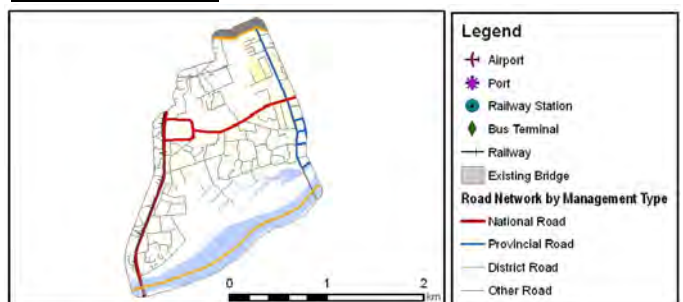 Legend
Airport
Port
Railway Station
Bus Terminal
Railway
Existing Bridge
Road Network by Management Type
National Road
Provincial Road
District Road
Other Road
0 1 2
km